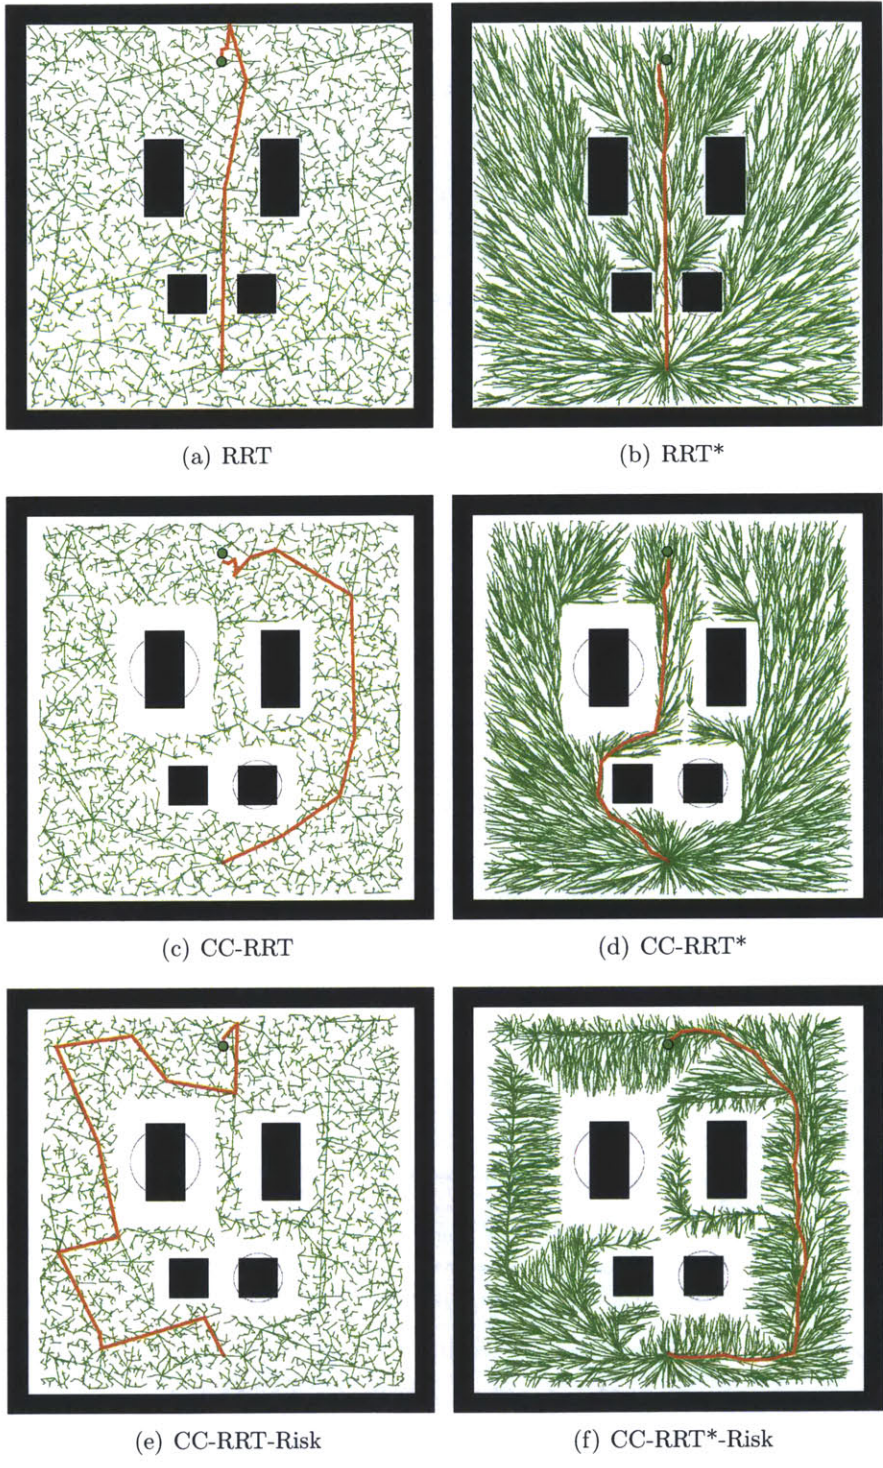 (a) RRT
(b) RRT*
(c) CC-RRT
(d) CC-RRT*
(e) CC-RRT-Risk
(f) CC-RRT*-Risk